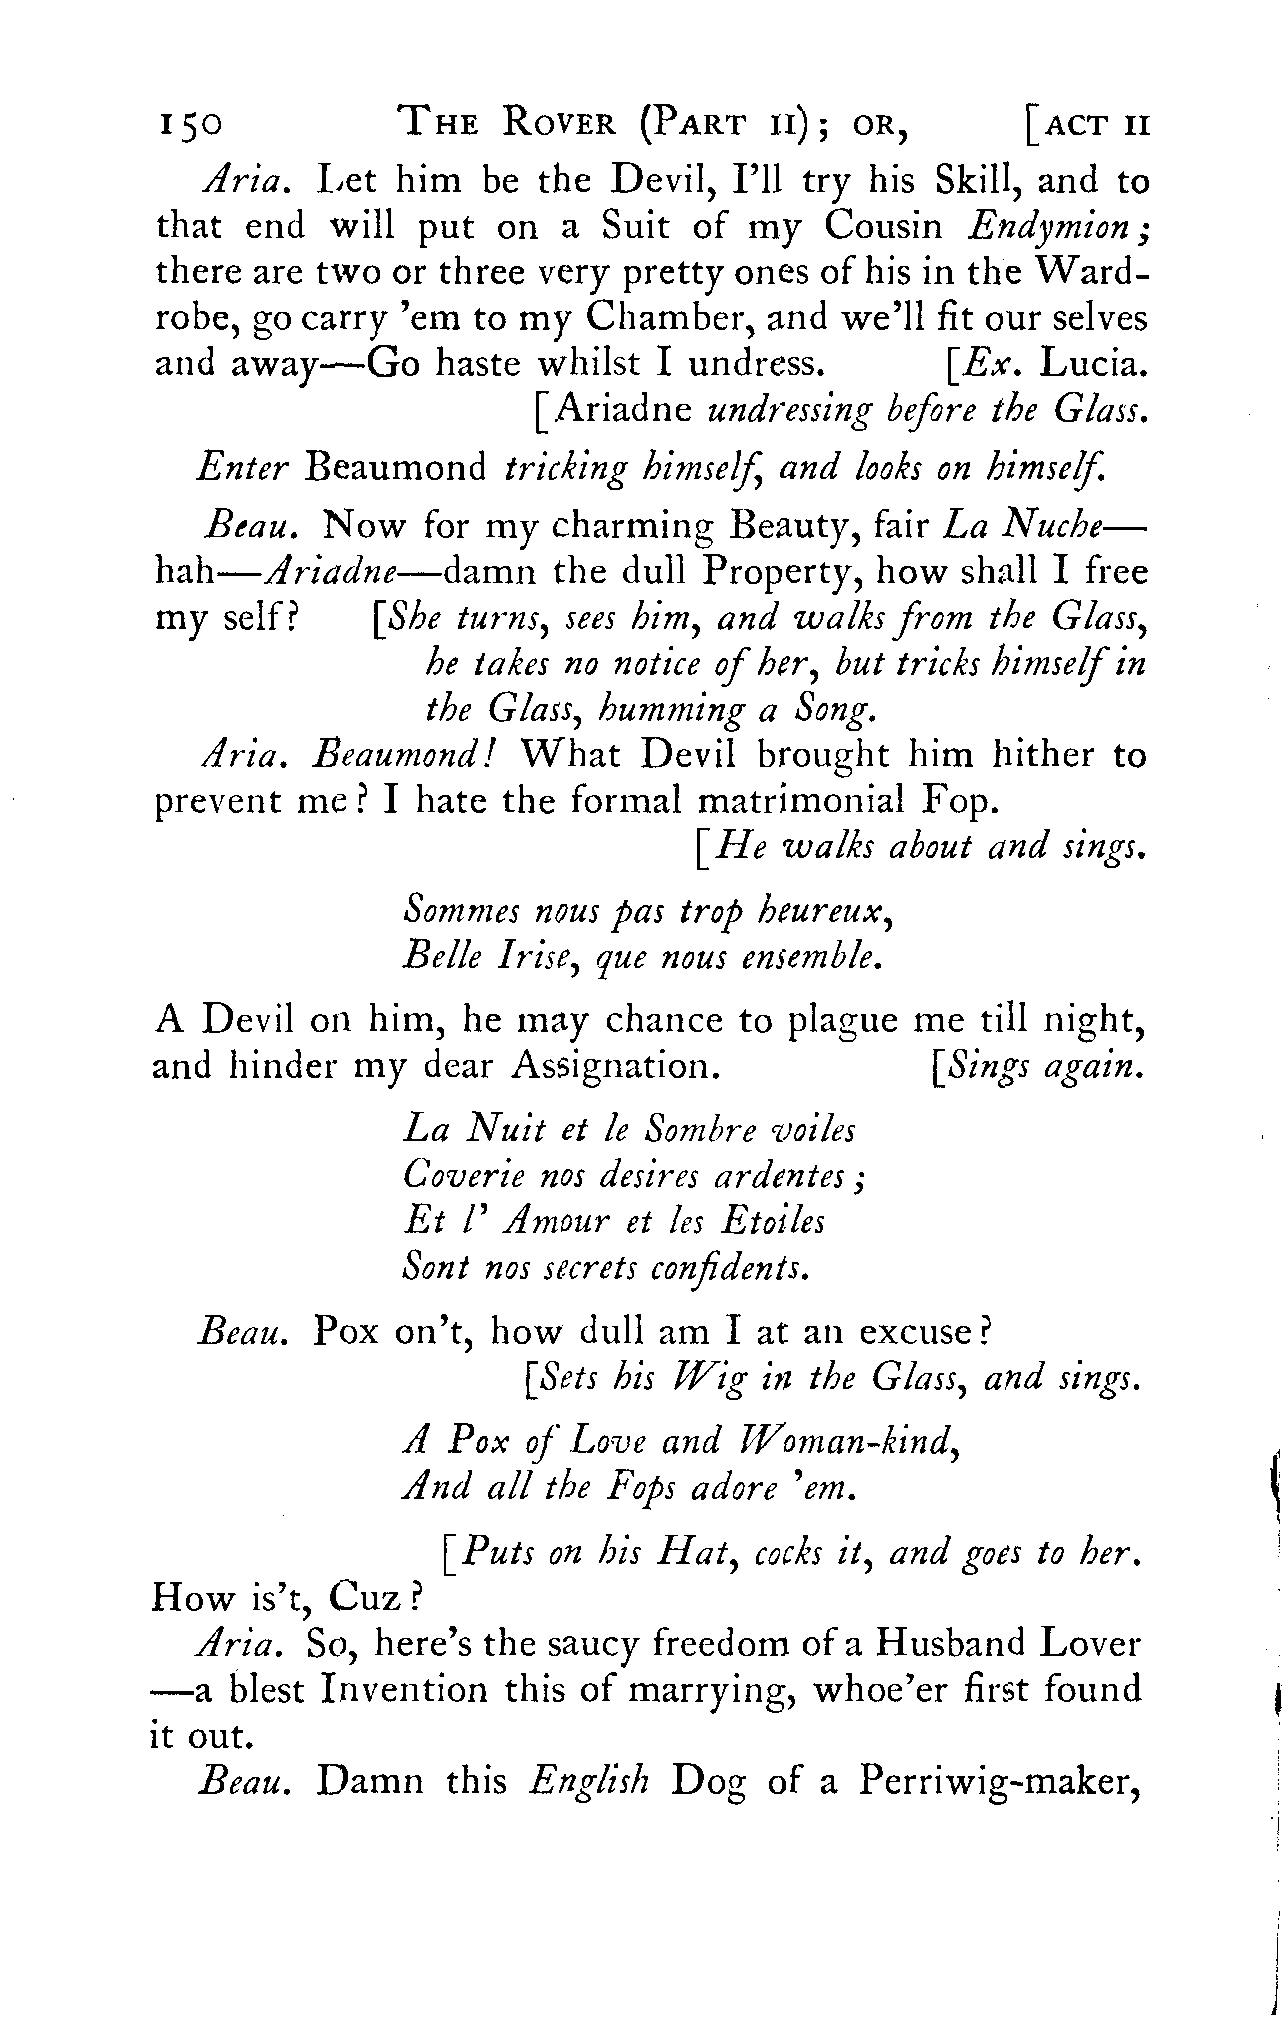 150 THE ROVER (PART II); OR, [ACT II
Aria. Let him be the Devil, I'll try his Skill, and to
that end will put on a Suit of my Cousin Endymion;
there are two or three very pretty ones of his in the Ward-
robe, go carry 'em to my Chamber, and we'll fit our selves
and away—Go haste whilst I undress. [Ex. Lucia.
[Ariadne undressing before the Glass.
Enter Beaumond tricking himself, and looks on himself.
Beau. Now for my charming Beauty, fair La Nuche—
hah—Ariadne—damn the dull Property, how shall I free
my self? [She turns, sees him, and walks from the Glass,
he takes no notice of her, but tricks himself in
the Glass, humming a Song.
Aria. Beaumond! What Devil brought him hither to
prevent me? I hate the formal matrimonial Fop.
[He walks about and sings.
Sommes nous pas trop heureux,
Belle Irise, que nous ensemble.
A Devil on him, he may chance to plague me till night,
and hinder my dear Assignation. [Sings again.
La Nuit et le Sombre voiles
Coverie nos desires ardentes;
Et l' Amour et les Etoiles
Sont nos secrets confidents.
Beau. Pox on't, how dull am I at an excuse?
[Sets his Wig in the Glass, and sings.
A Pox of Love and Woman-kind,
And all the Fops adore 'em.
[Puts on his Hat, cocks it, and goes to her.
How is't, Cuz?
Aria. So, here's the saucy freedom of a Husband Lover
—a blest Invention this of marrying, whoe'er first found
it out.
Beau. Damn this English Dog of a Perriwig-maker,